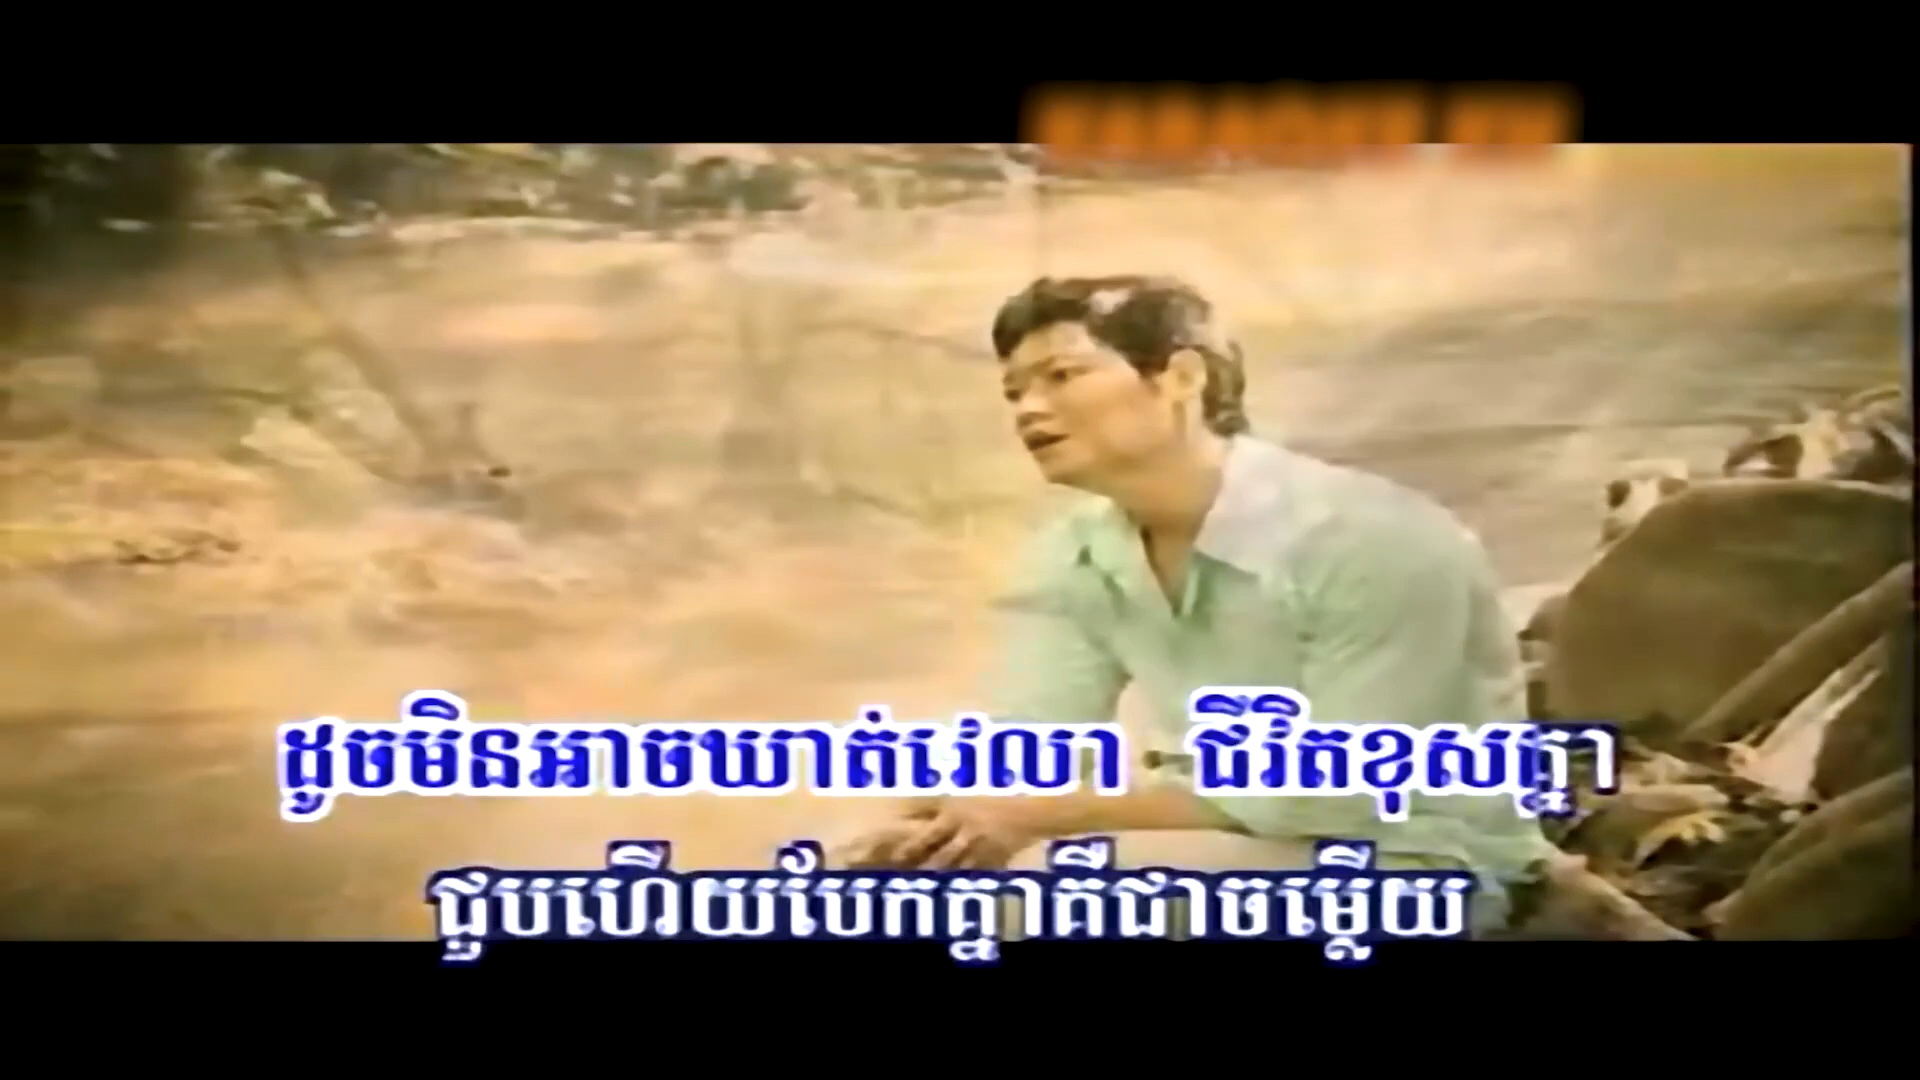 ដូចមិនអាចឃាត់វេលា ជីវិតខុសគ្នា
ជួបហើយបែកគ្នាគឺជាចម្លើយ